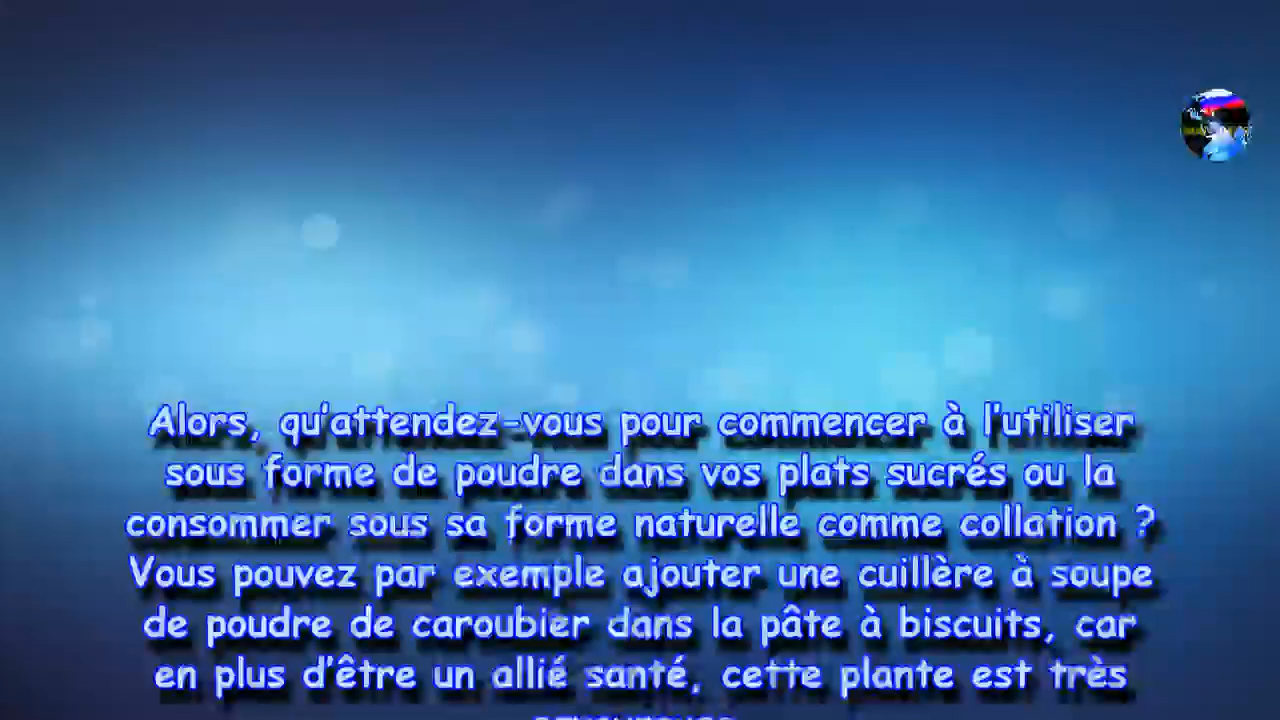 Alors, qu'attendez-vous pour commencer à l'utiliser
sous forme de poudre dans vos plats sucrés ou la
consommer sous sa forme naturelle comme collation ?
Vous pouvez par exemple ajouter une cuillère à soupe
de poudre de caroubier dans la pâte à biscuits, car
en plus d'être un allié santé, cette plante est très